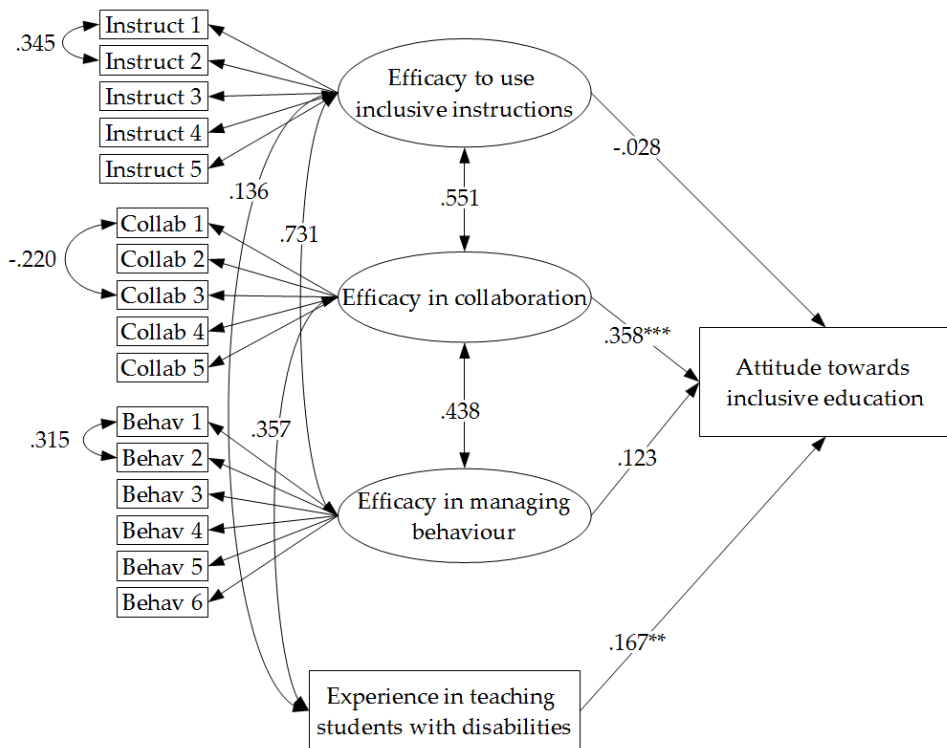 Instruct 1
.345
Instruct 2
Instruct 3
Instruct 4
Instruct 5
Efficacy to use
inclusive instructions
-.028
.136
.551
.731
Collab 1
-.220
Collab 2
Collab 3
Collab 4
Collab 5
Efficacy in collaboration
.358***
Attitude towards
inclusive education
.438
.357
.123
Behav 1
.315
Behav 2
Behav 3
Behav 4
Behav 5
Behav 6
Efficacy in managing
behaviour
.167**
Experience in teaching
students with disabilities